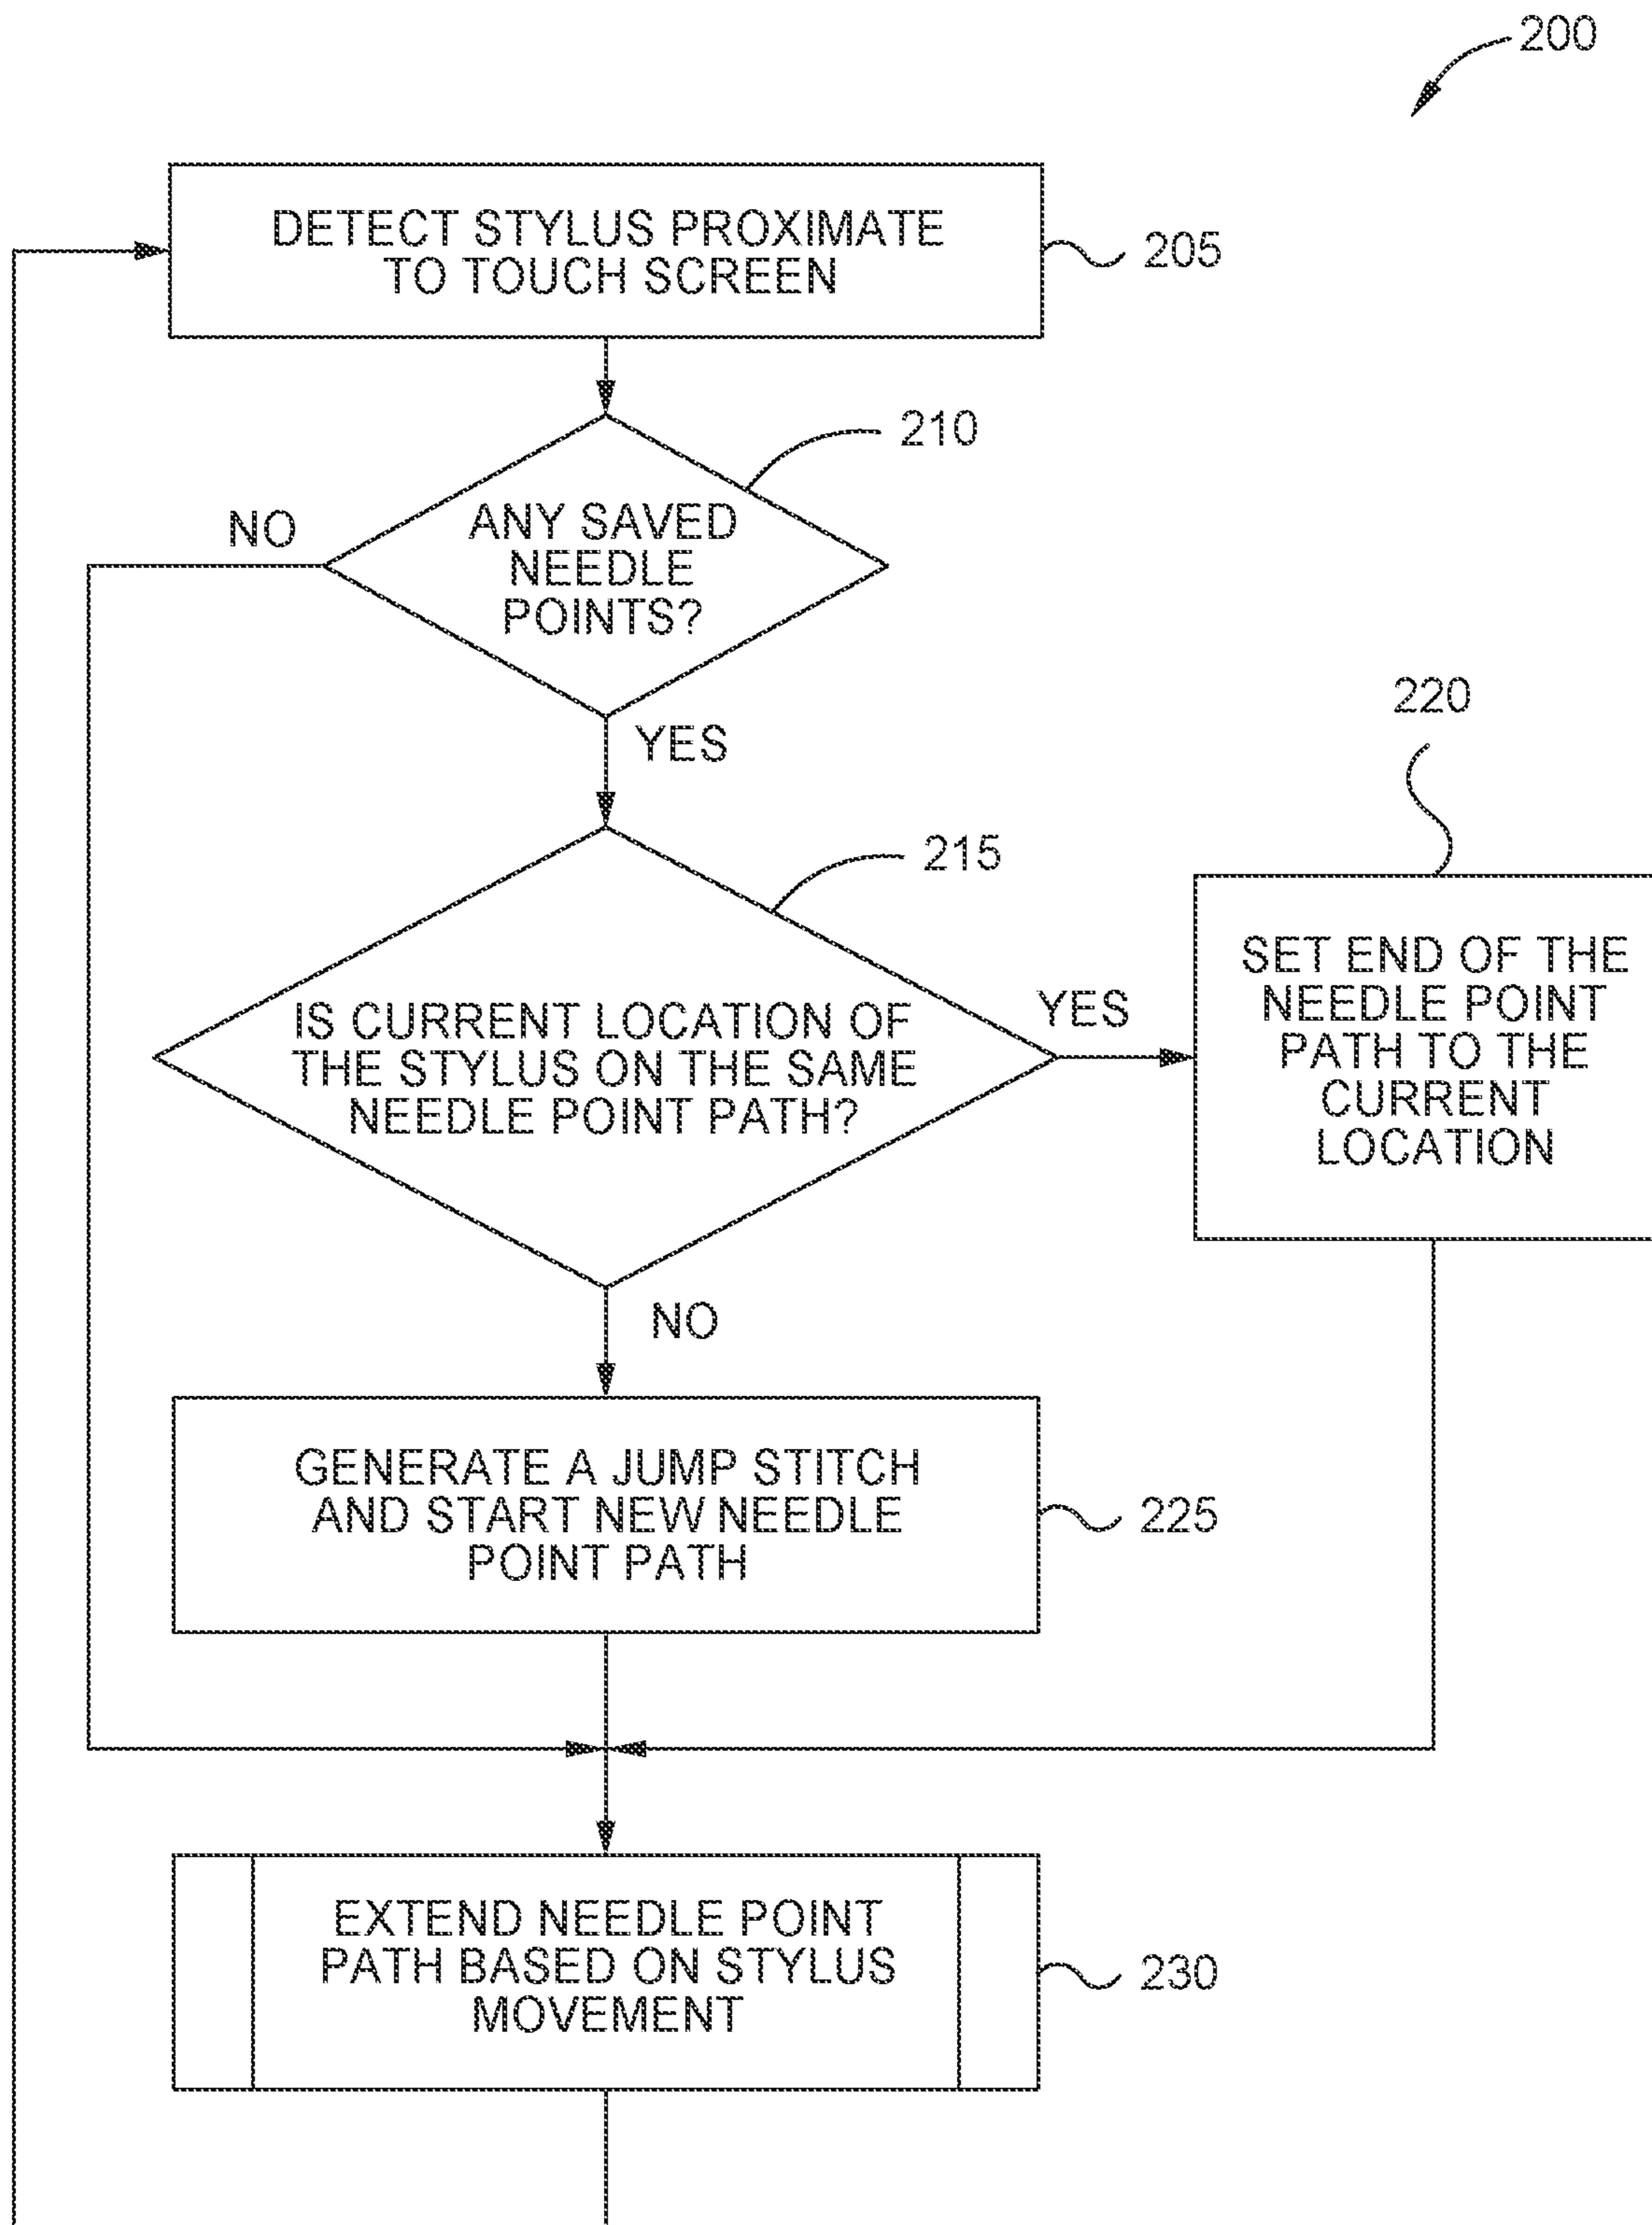 200
DETECT STYLUS PROXIMATE
TO TOUCH SCREEN
205
210
NO
ANY SAVED
NEEDLE
POINTS?
YES
220
215
SET END OF THE
NEEDLE POINT
PATH TO THE
CURRENT
LOCATION
YES
IS CURRENT LOCATION OF
THE STYLUS ON THE SAME
NEEDLE POINT PATH?
NO
GENERATE A JUMP STITCH
AND START NEW NEEDLE
POINT PATH
225
EXTEND NEEDLE POINT
PATH BASED ON STYLUS
MOVEMENT
230